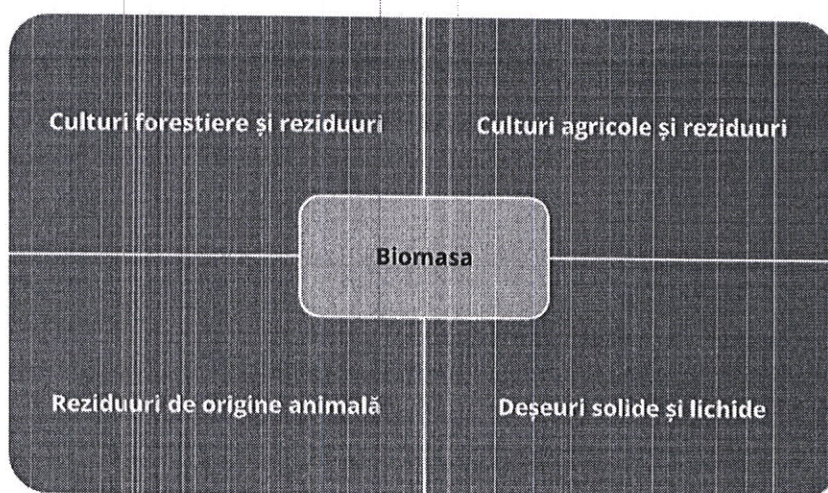 Culturi forestiere și reziduuri
Culturi agricole și reziduuri
Biomasa
Reziduuri de origine animală
Deșeuri solide și lichide